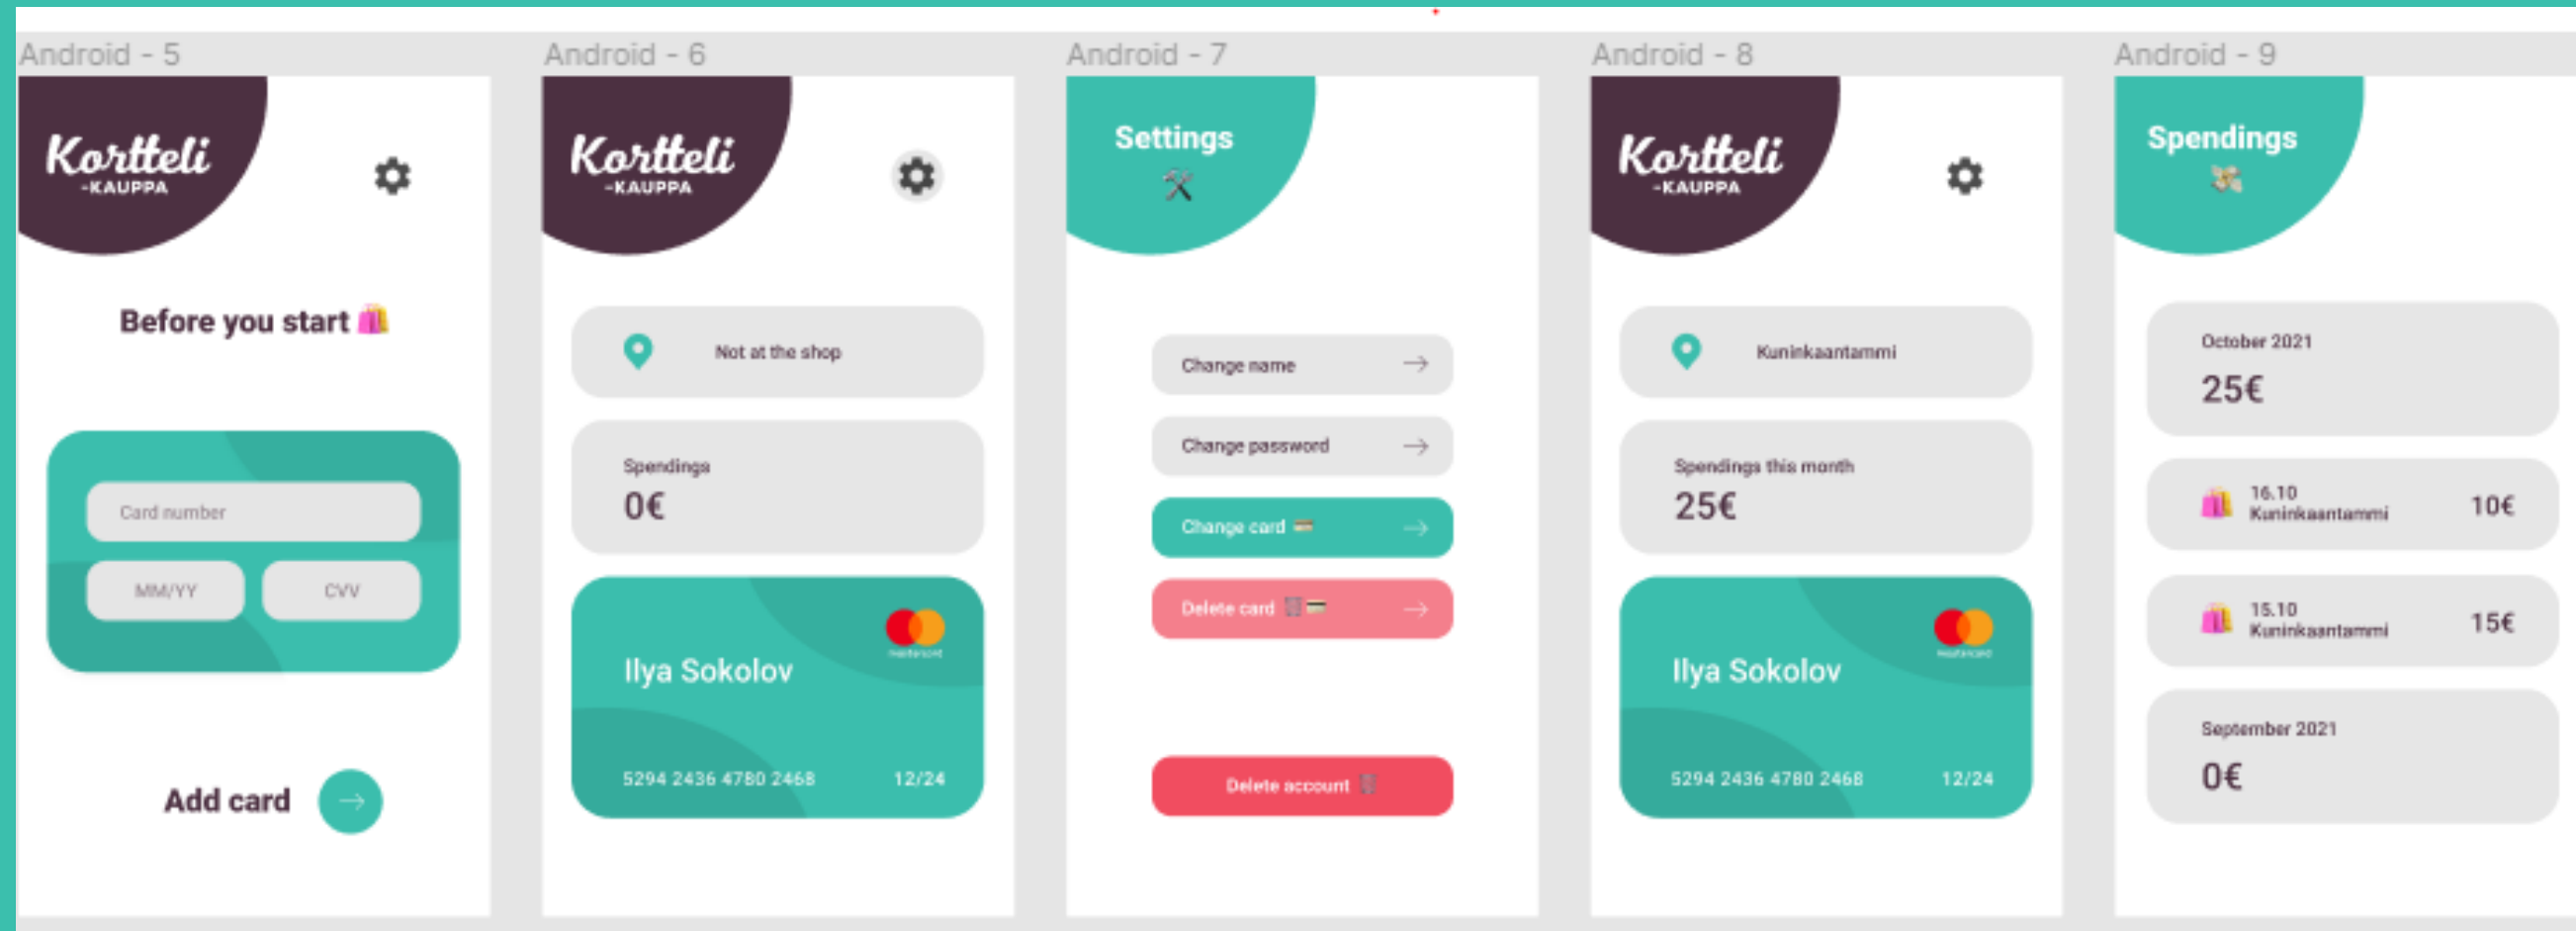 Android - 5
Kortteli
-KAUPPA
Before you start
Card number
MM/YY
CVV
Add card
Android - 6
Kortteli
-KAUPPA
Not at the shop
Spendings
0€
mastercard
Ilya Sokolov
5294 2436 4780 2468
12/24
Android - 7
Settings
Change name
Change password
Change card
Delete card
Delete account
Android - 8
Kortteli
-KAUPPA
Kuninkaantammi
Spendings this month
25€
mastercard
Ilya Sokolov
5294 2436 4780 2468
12/24
Android - 9
Spendings
October 2021
25€
16.10
Kuninkaantammi
10€
15.10
Kuninkaantammi
15€
September 2021
0€